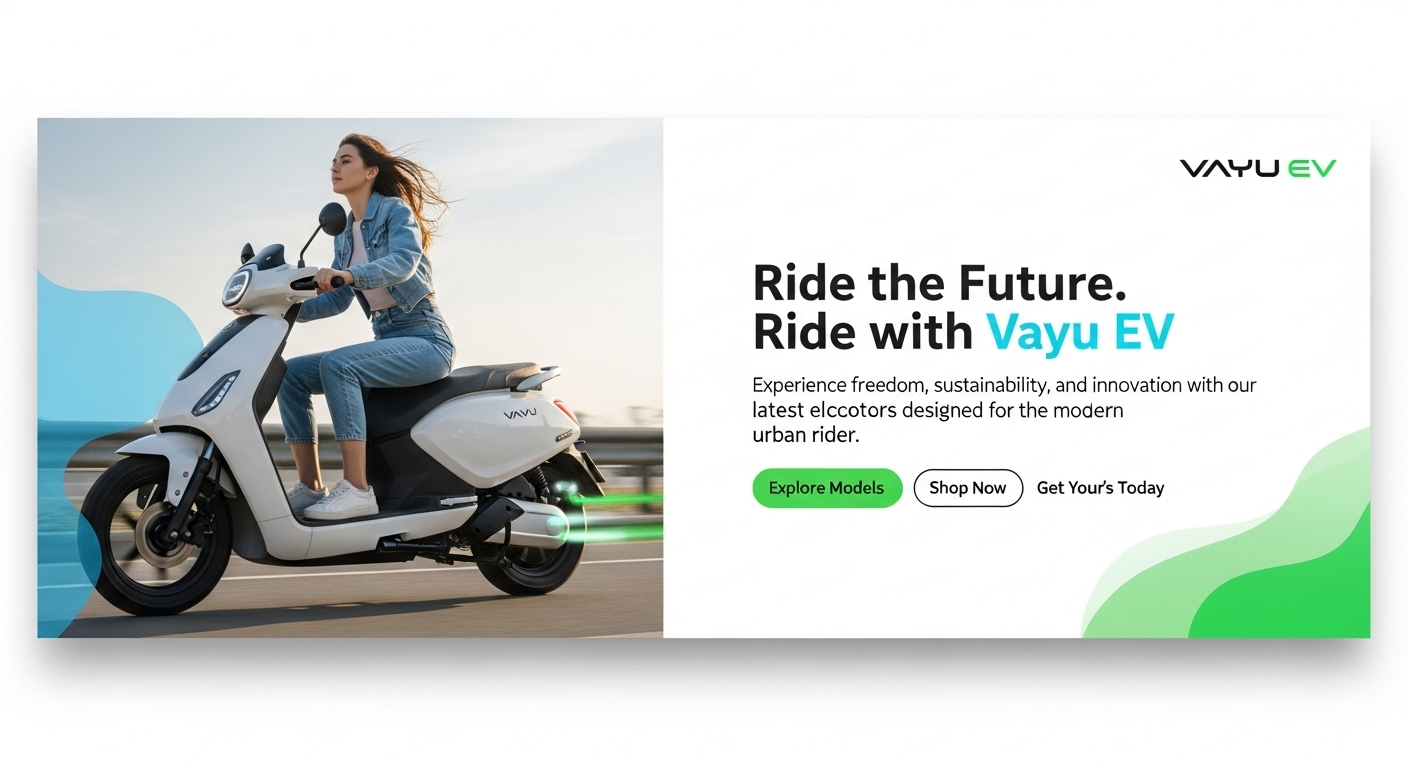 VAYU EV
Ride the Future.
Ride with Vayu EV
Experience freedom, sustainability, and innovation with our
latest elccotors designed for the modern
urban rider.
Explore Models
Shop Now
Get Your's Today
VAVU